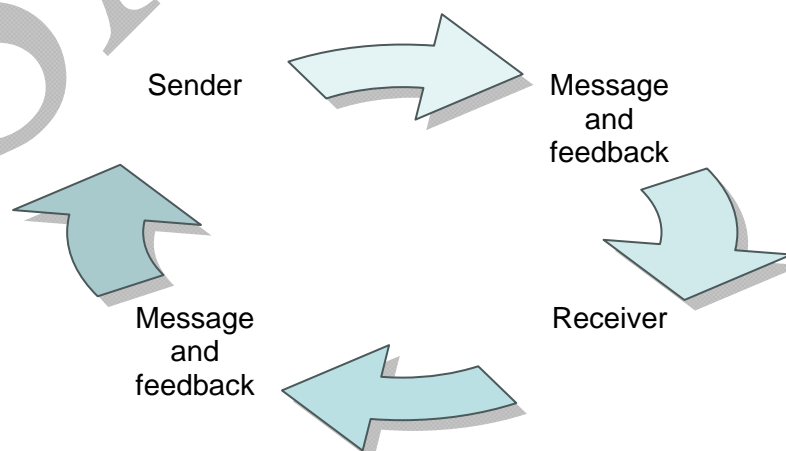 Sender
Message
and
feedback
Receiver
Message
and
feedback